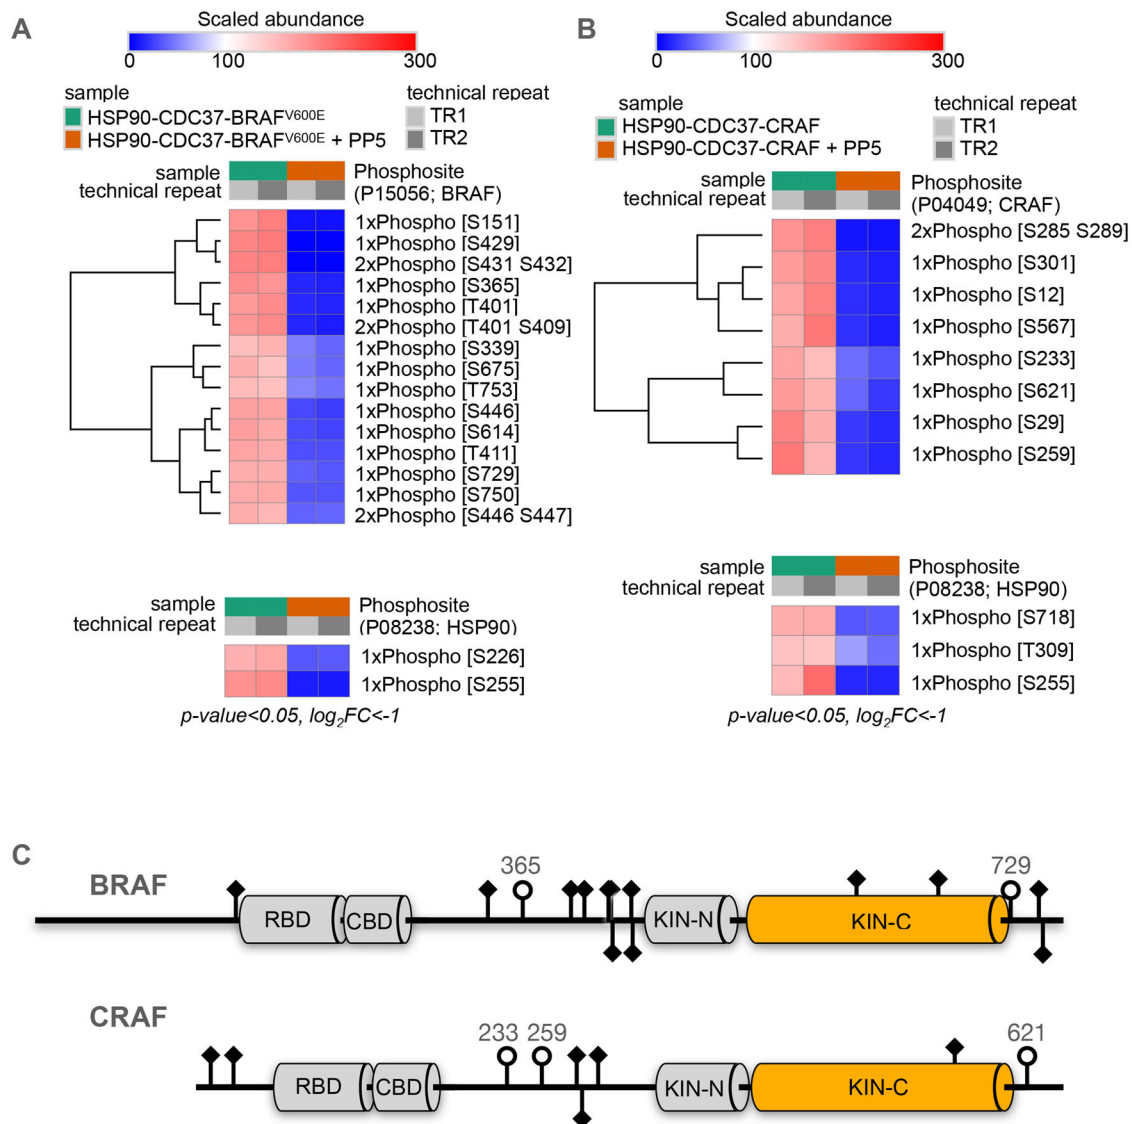 A
Scaled abundance
0 100 300
sample technical repeat
HSP90-CDC37-BRAFV600E TR1
HSP90-CDC37-BRAFV600E + PP5 TR2
sample Phosphosite
technical repeat (P15056; BRAF)
1xPhospho [S151]
1xPhospho [S429]
2xPhospho [S431 S432]
1xPhospho [S365]
1xPhospho [T401]
2xPhospho [T401 S409]
1xPhospho [S339]
1xPhospho [S675]
1xPhospho [T753]
1xPhospho [S446]
1xPhospho [S614]
1xPhospho [T411]
1xPhospho [S729]
1xPhospho [S750]
2xPhospho [S446 S447]
sample Phosphosite
technical repeat (P08238; HSP90)
1xPhospho [S226]
1xPhospho [S255]
p-value<0.05, log2FC<-1
B
Scaled abundance
0 100 300
sample technical repeat
HSP90-CDC37-CRAF TR1
HSP90-CDC37-CRAF + PP5 TR2
sample Phosphosite
technical repeat (P04049; CRAF)
2xPhospho [S285 S289]
1xPhospho [S301]
1xPhospho [S12]
1xPhospho [S567]
1xPhospho [S233]
1xPhospho [S621]
1xPhospho [S29]
1xPhospho [S259]
sample Phosphosite
technical repeat (P08238; HSP90)
1xPhospho [S718]
1xPhospho [T309]
1xPhospho [S255]
p-value<0.05, log2FC<-1
C
BRAF
365 729
RBD CBD KIN-N KIN-C
CRAF
233 259 621
RBD CBD KIN-N KIN-C